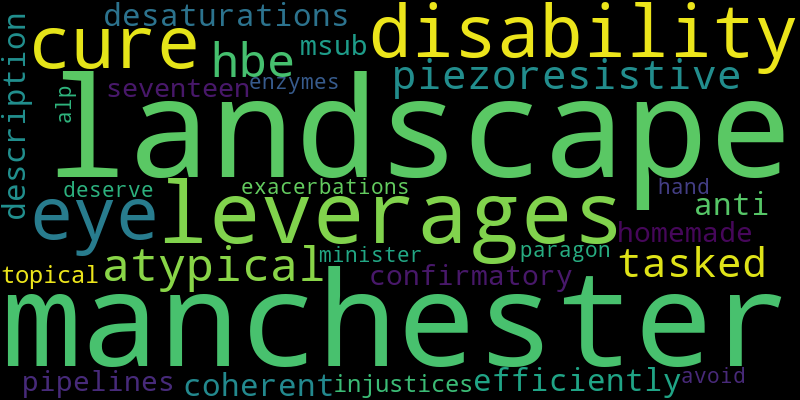 desaturations
cure
disability
hbe
msub
piezoresistive
seventeen
enzymes
description
alp
landscape
deserve
exacerbations
hand
eye
leverages
anti
homemade
atypical
minister
paragon
tasked
topical
confirmatory
manchester
pipelines
coherent
injustices
efficiently
avoid